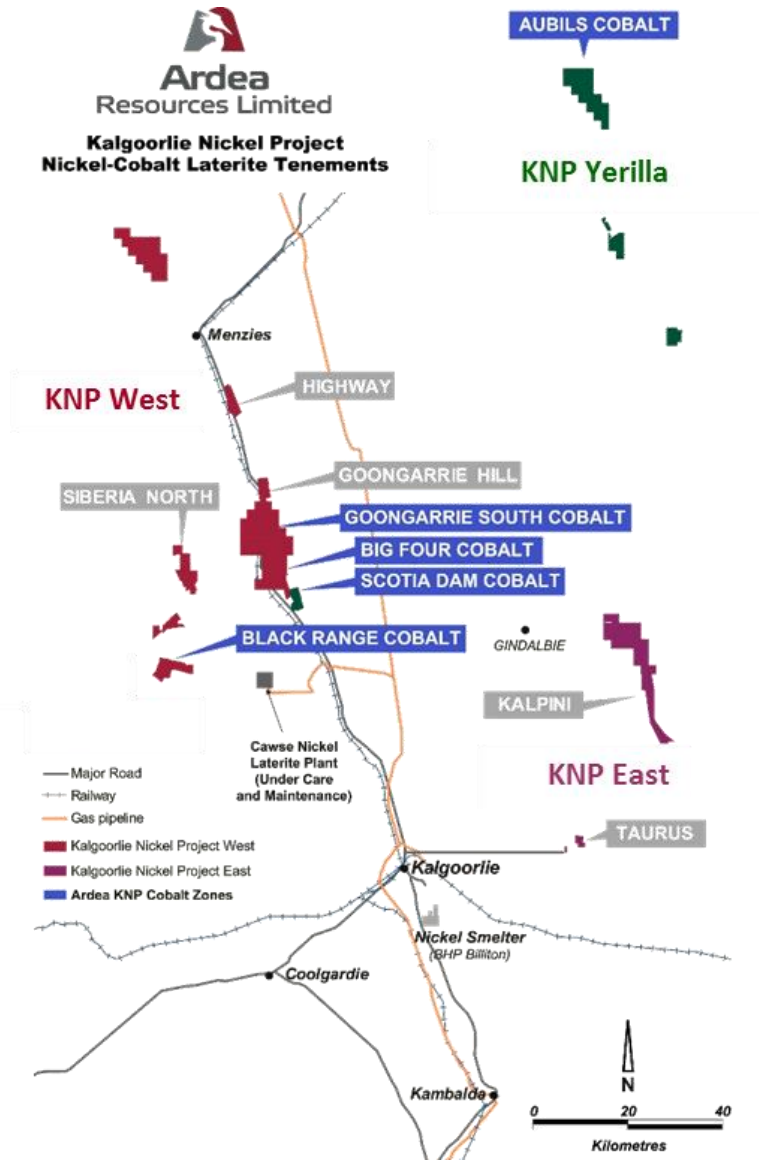 AUBILS COBALT
Ardea
Resources Limited
Kalgoorlie Nickel Project
Nickel-Cobalt Laterite Tenements
KNP Yerilla
Menzies
HIGHWAY
KNP West
GOONGARRIE HILL
SIBERIA NORTH
GOONGARRIE SOUTH COBALT
BIG FOUR COBALT
SCOTIA DAM COBALT
BLACK RANGE COBALT
GINDALBIE
KALPINI
Cawse Nickel
Laterite Plant
(Under Care
and Maintenance)
KNP East
Major Road
Railway
Gas pipeline
Kalgoorlie Nickel Project West
Kalgoorlie Nickel Project East
Ardea KNP Cobalt Zones
TAURUS
Kalgoorlie
Nickel Smelter
(BHP Billiton)
Coolgardie
Kambalda
N
0 20 40
Kilometres